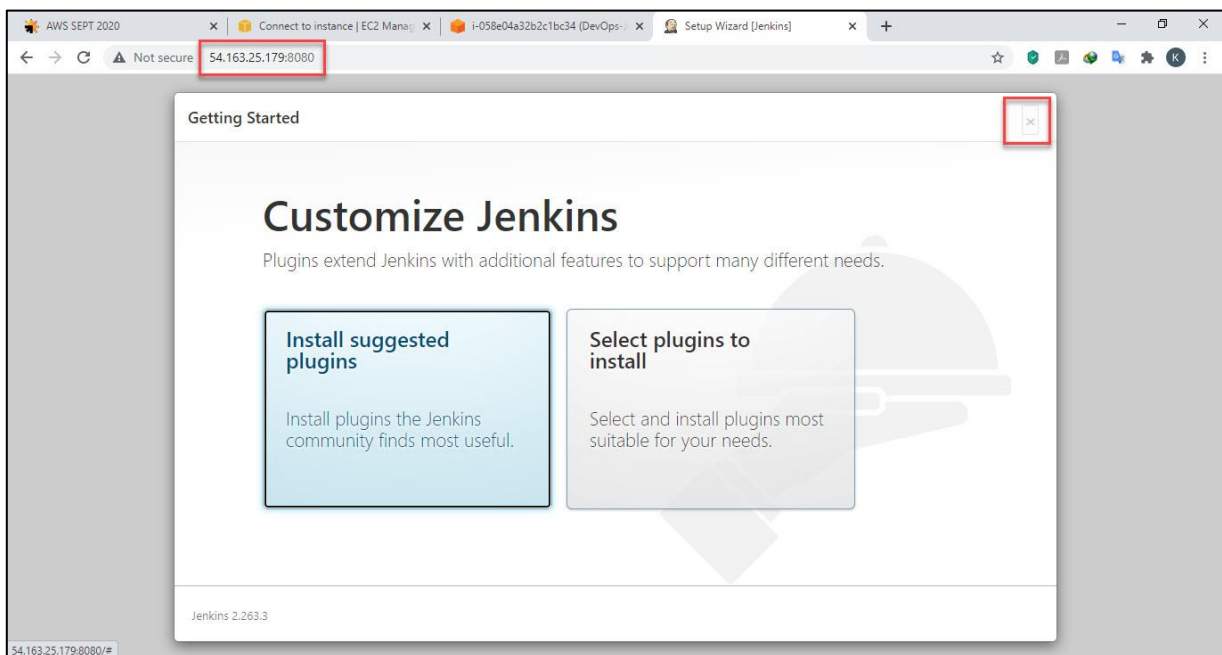 AWS SEPT 2020
Connect to instance | EC2 Manag
i-058e04a32b2c1bc34 (DevOps-
Setup Wizard [Jenkins]
Not secure
54.163.25.179:8080
K
Getting Started
Customize Jenkins
Plugins extend Jenkins with additional features to support many different needs.
Install suggested
plugins
Install plugins the Jenkins
community finds most useful.
Select plugins to
install
Select and install plugins most
suitable for your needs.
Jenkins 2.263.3
54.163.25.179:8080/#